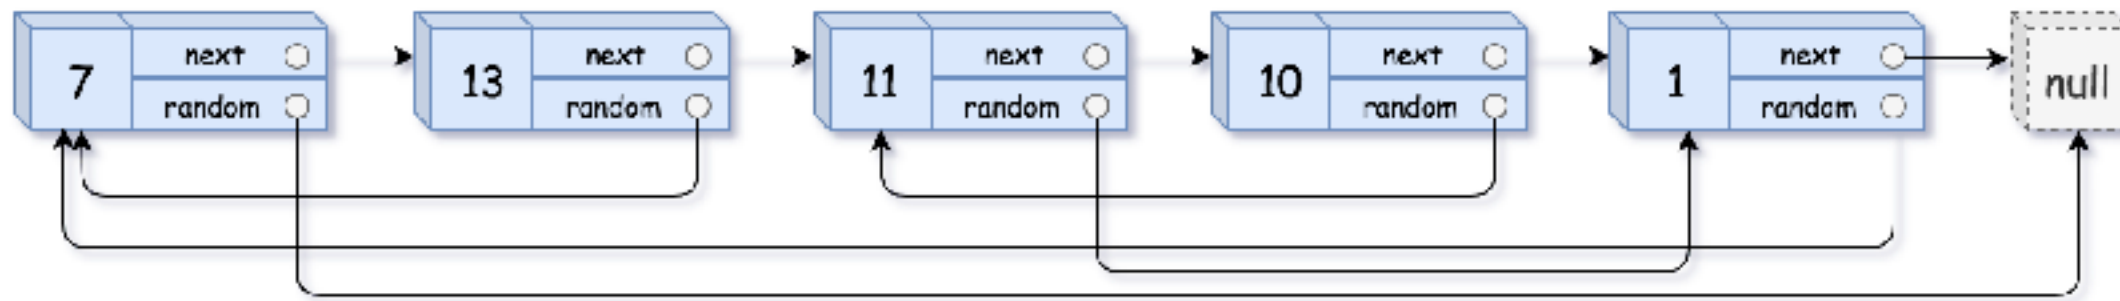 7 next random
13 next random
11 next random
10 next random
1 next random
null